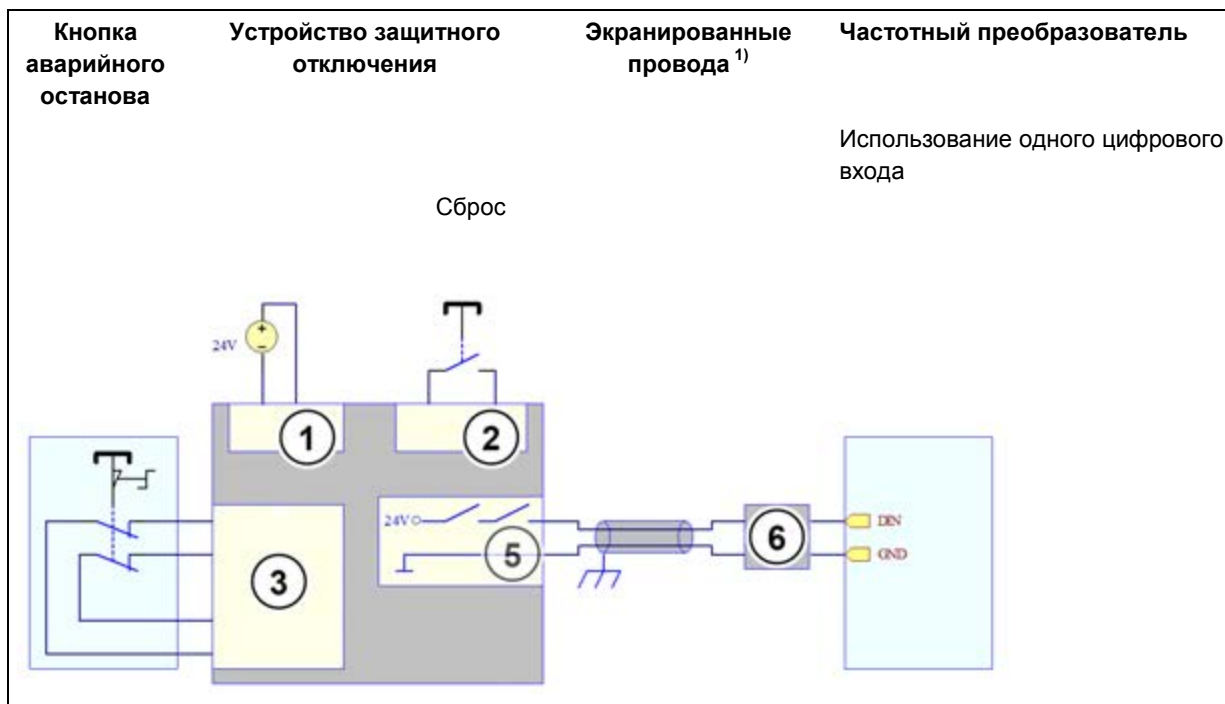 Кнопка
аварийного
останова
Устройство защитного
отключения
Экранированные
провода 1)
Частотный преобразователь
Использование одного цифрового
входа
Сброс
24V
1
2
3
24V
5
6
DIN
GND